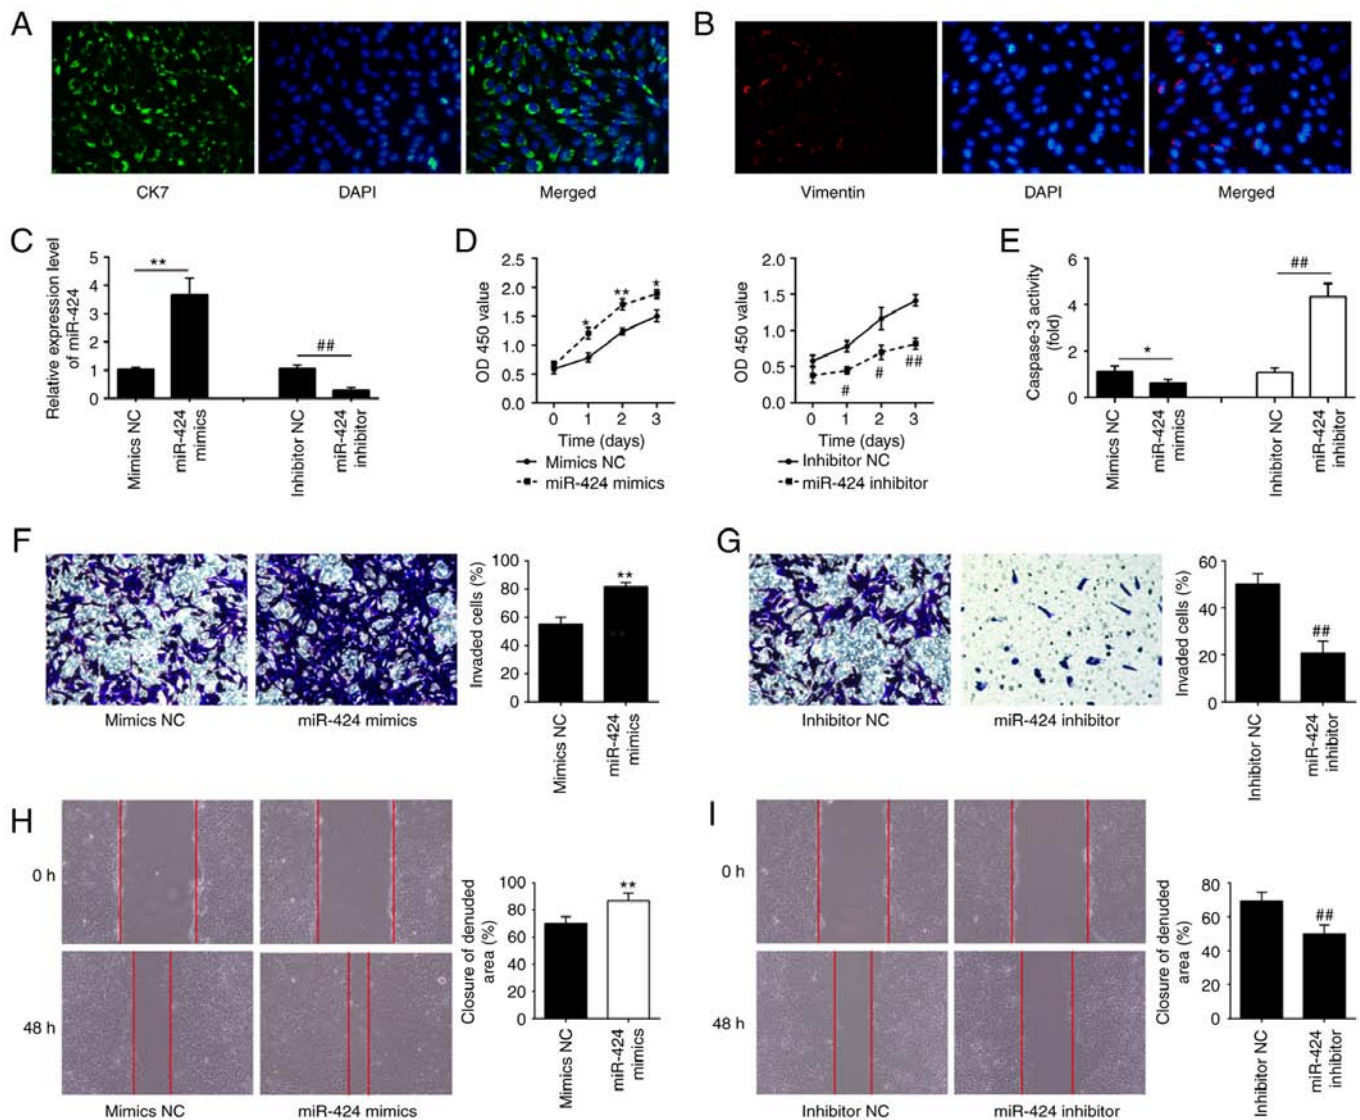 A
B
CK7
DAPI
Merged
Vimentin
DAPI
Merged
C
Relative expression level
of miR-424
5
4
3
2
1
0
**
##
Mimics NC
miR-424
mimics
Inhibitor NC
miR-424
inhibitor
D
OD 450 value
2.5
2.0
1.5
1.0
0.5
0.0
*
**
*
0 1 2 3
Time (days)
Mimics NC
miR-424 mimics
OD 450 value
2.0
1.5
1.0
0.5
0.0
#
#
##
0 1 2 3
Time (days)
Inhibitor NC
miR-424 inhibitor
E
Caspase-3 activity
(fold)
6
4
2
0
*
##
Mimics NC
miR-424
mimics
Inhibitor NC
miR-424
inhibitor
F
Mimics NC
miR-424 mimics
Invaded cells (%)
100
80
60
40
20
0
**
Mimics NC
miR-424
mimics
G
Inhibitor NC
miR-424 inhibitor
Invaded cells (%)
60
40
20
0
##
Inhibitor NC
miR-424
inhibitor
H
0 h
48 h
Mimics NC
miR-424 mimics
Closure of denuded
area (%)
100
80
60
40
20
0
**
Mimics NC
miR-424
mimics
I
0 h
48 h
Inhibitor NC
miR-424 inhibitor
Closure of denuded
area (%)
80
60
40
20
0
##
Inhibitor NC
miR-424
inhibitor